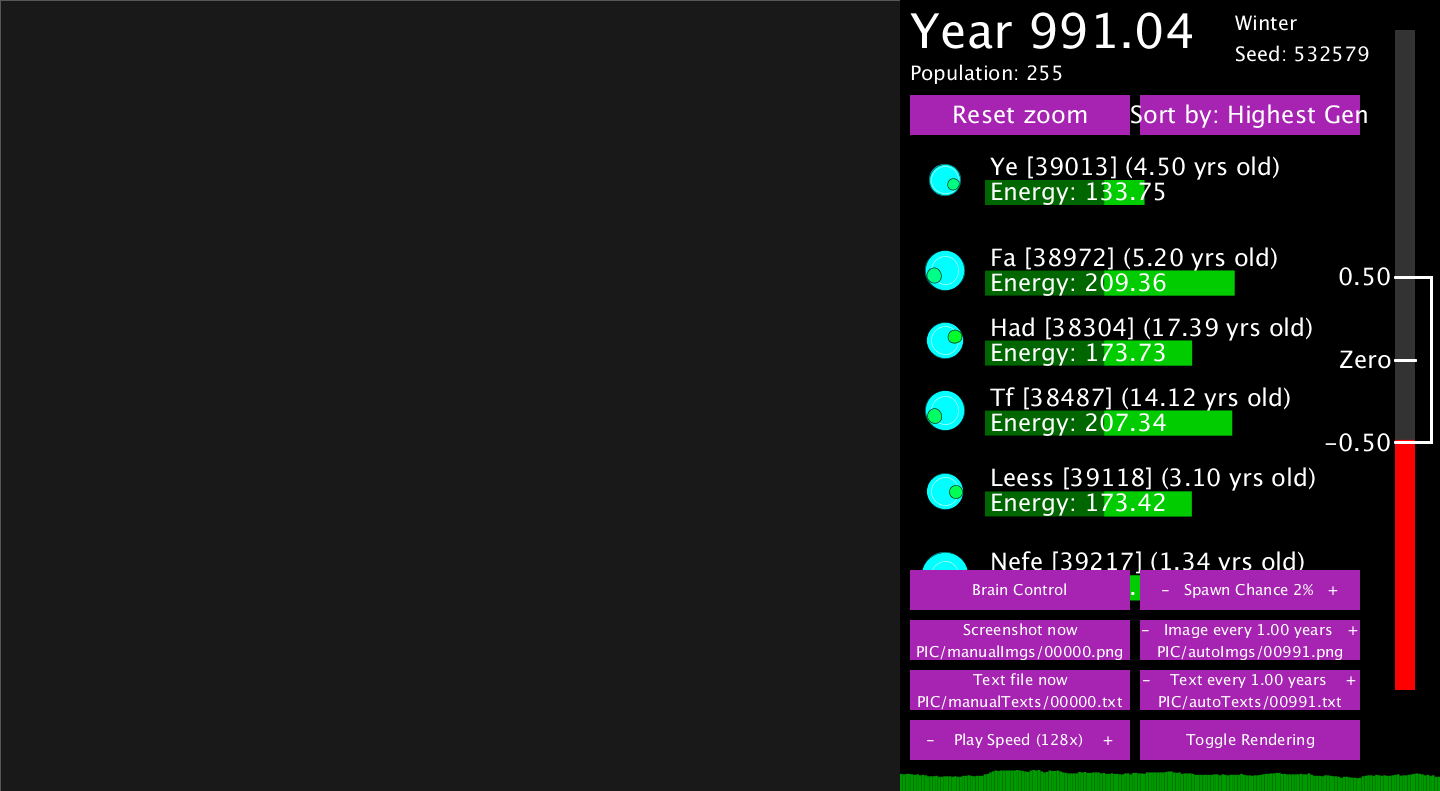 Year 991.04
Winter
Seed: 532579
Population: 255
Reset zoom
Sort by: Highest Gen
Ye [39013] (4.50 yrs old)
Energy: 133.75
Fa [38972] (5.20 yrs old)
Energy: 209.36
0.50
Had [38304] (17.39 yrs old)
Energy: 173.73
Zero
Tf [38487] (14.12 yrs old)
Energy: 207.34
−0.50
Leess [39118] (3.10 yrs old)
Energy: 173.42
Nefe [39217] (1.34 yrs old)
Brain Control
- Spawn Chance 2% +
Screenshot now
PIC/manualImgs/00000.png
- Image every 1.00 years +
PIC/autoImgs/00991.png
Text file now
PIC/manualTexts/00000.txt
- Text every 1.00 years +
PIC/autoTexts/00991.txt
- Play Speed (128x) +
Toggle Rendering